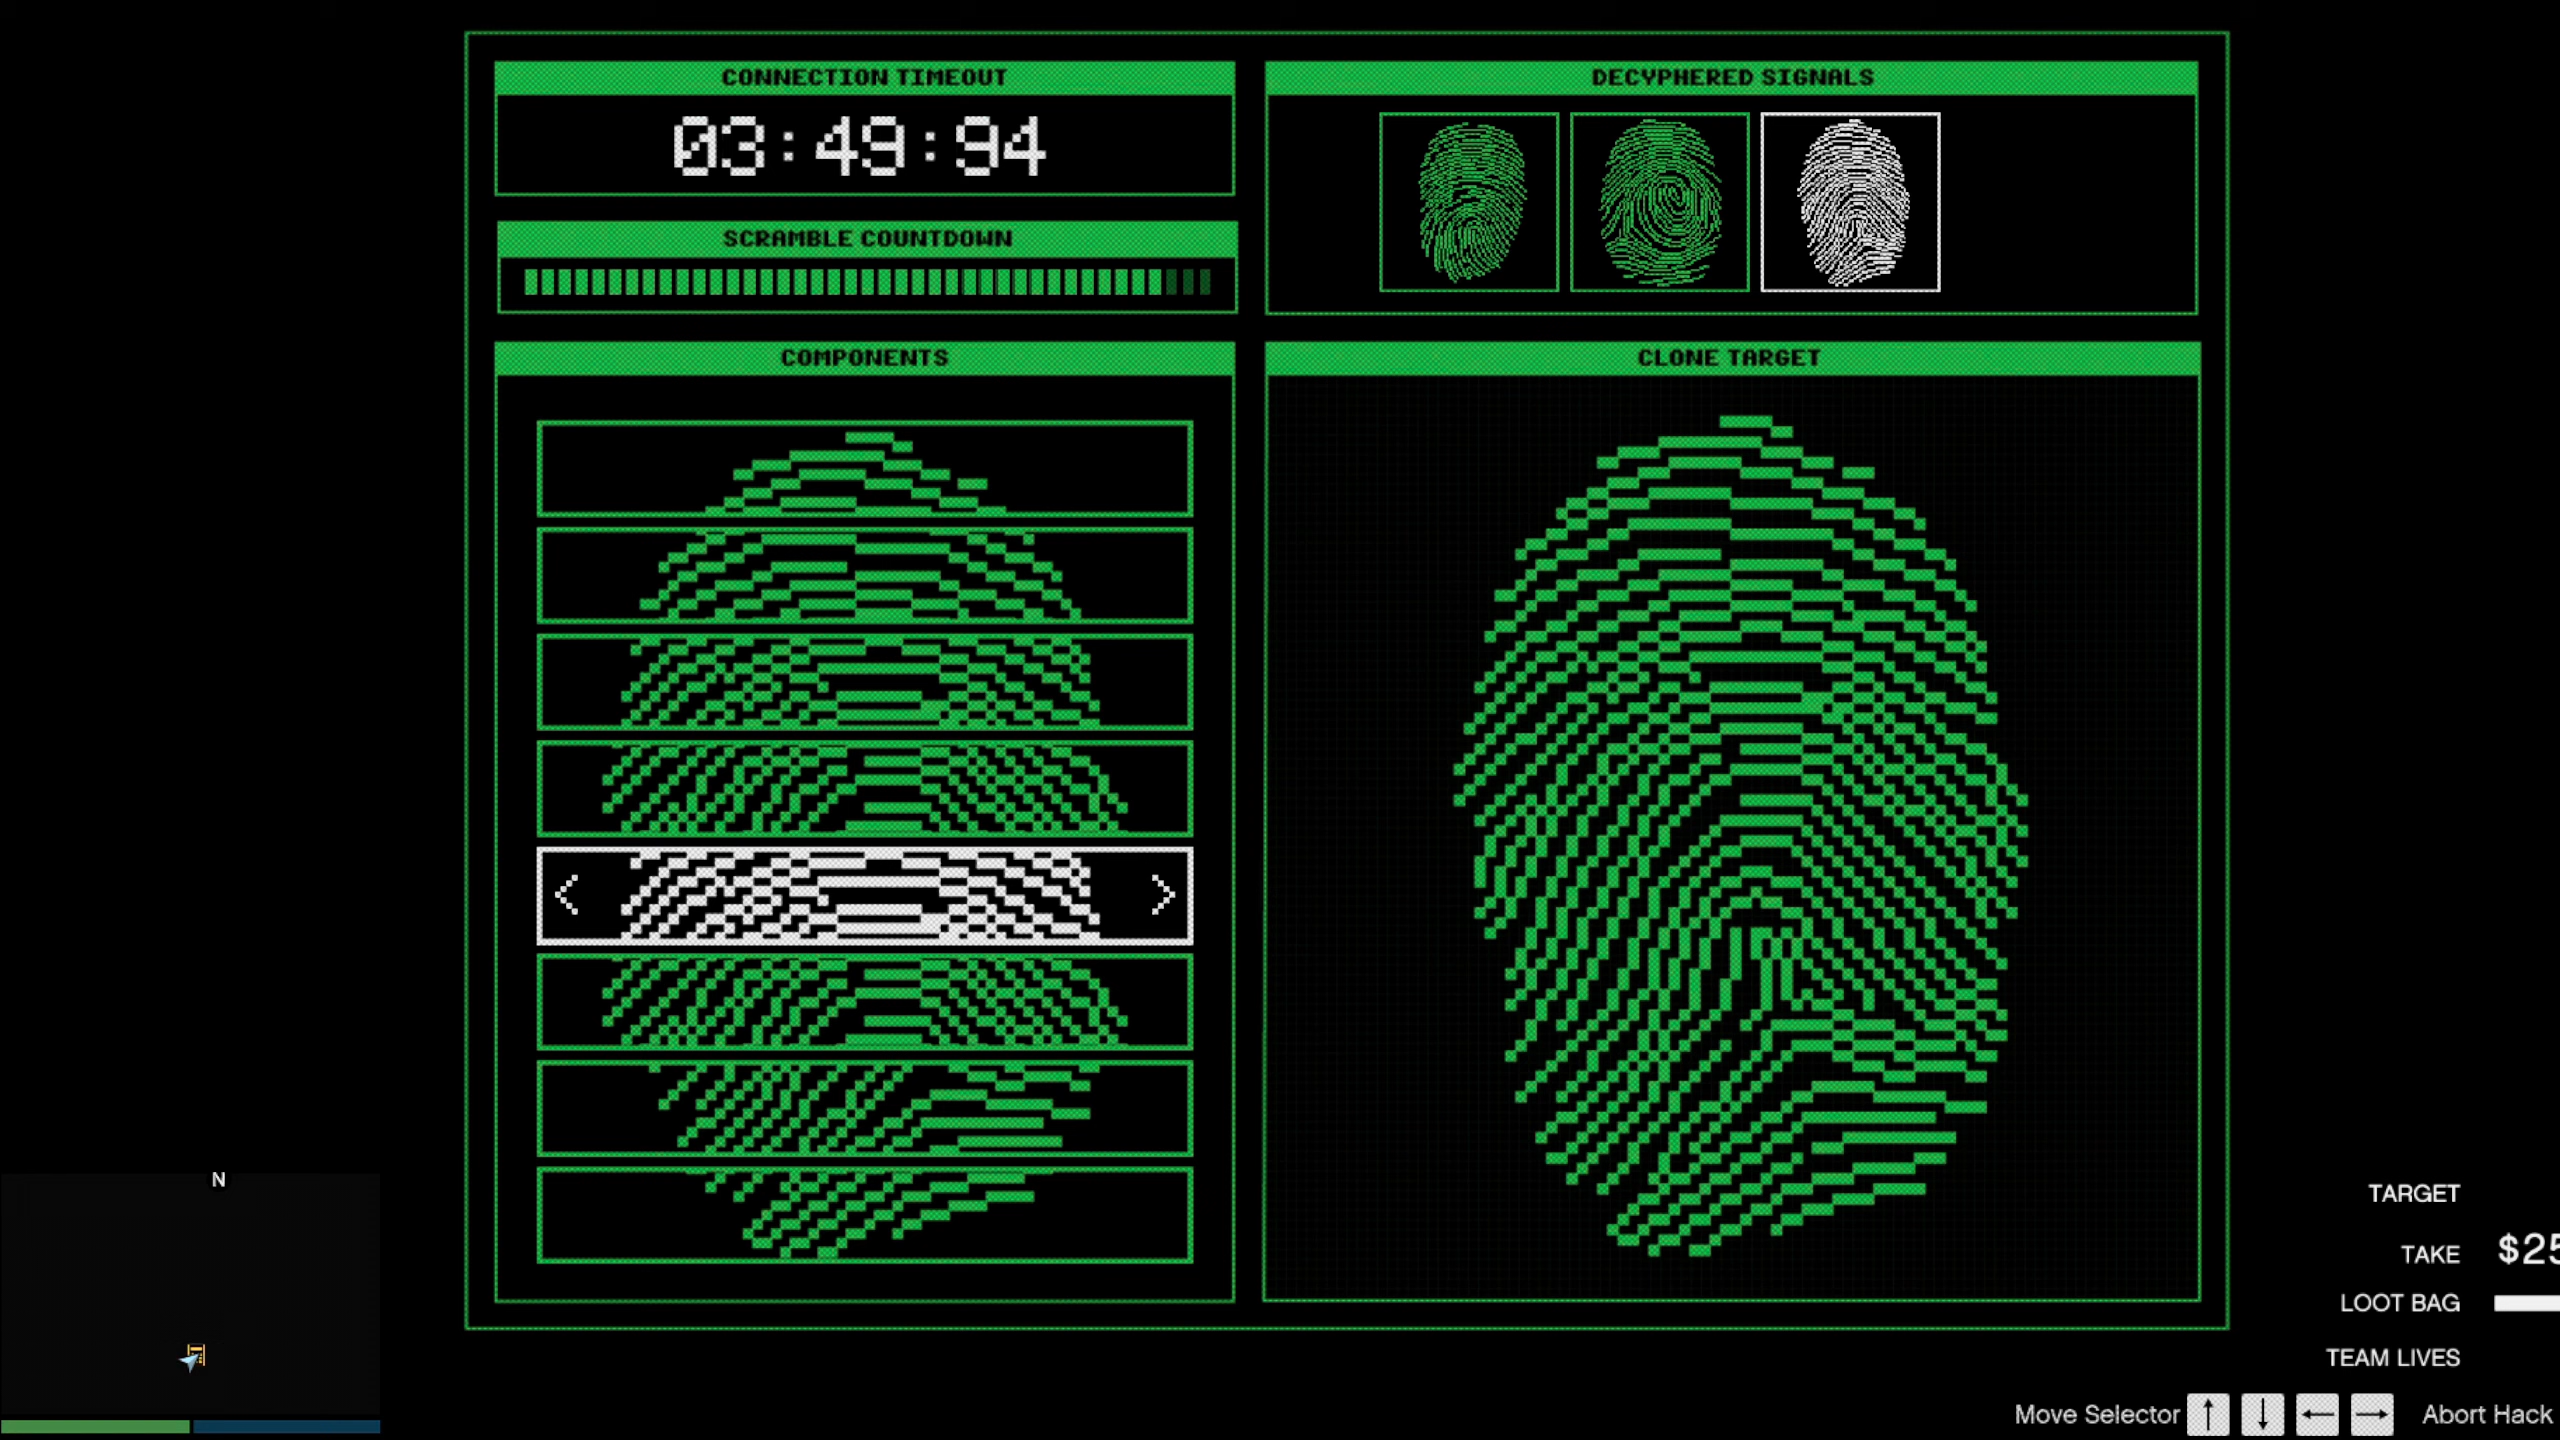 CONNECTION TIMEOUT
03:49:94
DECYPHERED SIGNALS
SCRAMBLE COUNTDOWN
COMPONENTS
CLONE TARGET
N
TARGET
TAKE $25
LOOT BAG
TEAM LIVES
Move Selector ↑ ↓ ← → Abort Hack